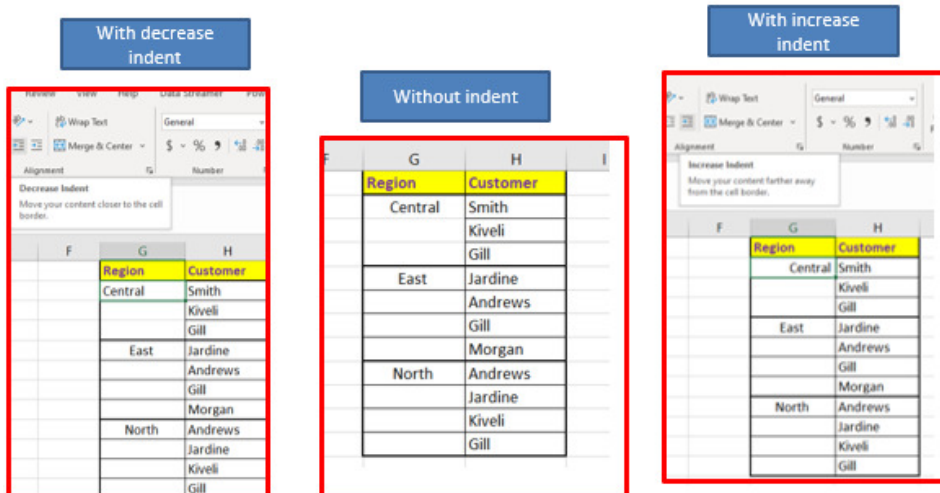 With decrease
indent
Review View Help Data Streamer Pow
Wrap Text General
Merge & Center $ % 9
Alignment Number
Decrease Indent
Move your content closer to the cell
border.
F G H
Region Customer
Central Smith
Kiveli
Gill
East Jardine
Andrews
Gill
Morgan
North Andrews
Jardine
Kiveli
Gill
Without indent
F G H I
Region Customer
Central Smith
Kiveli
Gill
East Jardine
Andrews
Gill
Morgan
North Andrews
Jardine
Kiveli
Gill
With increase
indent
Wrap Text General
Merge & Center $ % 9
Alignment Number
Increase Indent
Move your content farther away
from the cell border.
F G H
Region Customer
Central Smith
Kiveli
Gill
East Jardine
Andrews
Gill
Morgan
North Andrews
Jardine
Kiveli
Gill